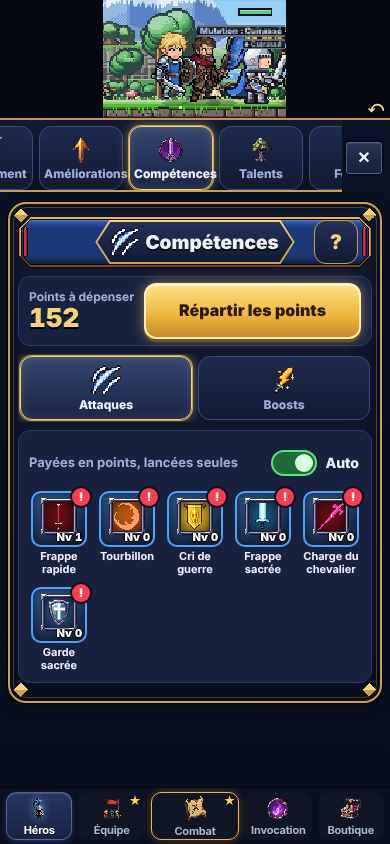 Mutation : Cuirassé
ment
Améliorations
Compétences
Talents
F
×
Compétences
?
Points à dépenser
152
Répartir les points
Attaques
Boosts
Payées en points, lancées seules
Auto
!
!
!
!
!
Nv 1
Nv 0
Nv 0
Nv 0
Nv 0
Frappe rapide
Tourbillon
Cri de guerre
Frappe sacrée
Charge du chevalier
!
Nv 0
Garde sacrée
Héros
Équipe
Combat
Invocation
Boutique